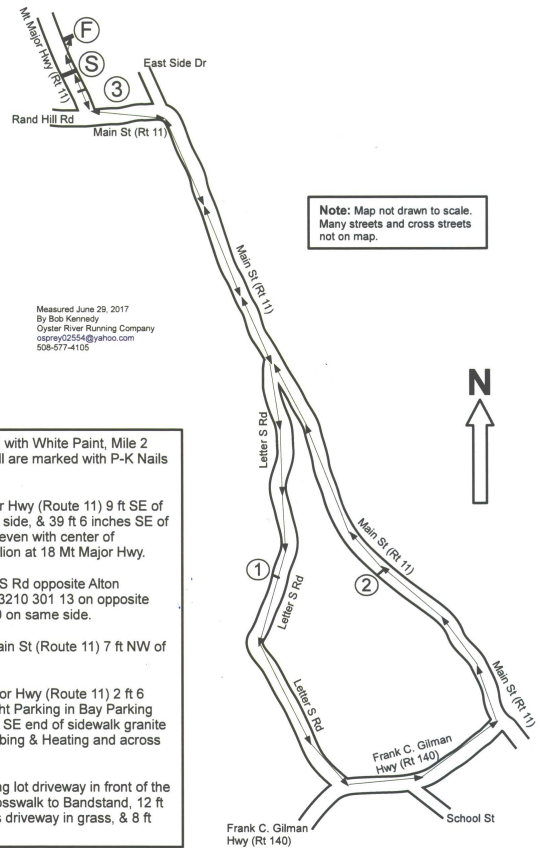 Mt Major Hwy (Rt 11)
F
S
3
East Side Dr
Rand Hill Rd
Main St (Rt 11)
Note: Map not drawn to scale.
Many streets and cross streets
not on map.
Main St (Rt 11)
Measured June 29, 2017
By Bob Kennedy
Oyster River Running Company
osprey02554@yahoo.com
508-577-4105
N
Letter S Rd
Main St (Rt 11)
1
2
Letter S Rd
Letter S Rd
Main St (Rt 11)
Frank C. Gilman
Hwy (Rt 140)
School St
Frank C. Gilman
Hwy (Rt 140)
with White Paint, Mile 2
ll are marked with P-K Nails
r Hwy (Route 11) 9 ft SE of
side, & 39 ft 6 inches SE of
even with center of
lion at 18 Mt Major Hwy.
S Rd opposite Alton
3210 301 13 on opposite
on same side.
ain St (Route 11) 7 ft NW of
or Hwy (Route 11) 2 ft 6
ht Parking in Bay Parking
SE end of sidewalk granite
bing & Heating and across
ng lot driveway in front of the
osswalk to Bandstand, 12 ft
s driveway in grass, & 8 ft